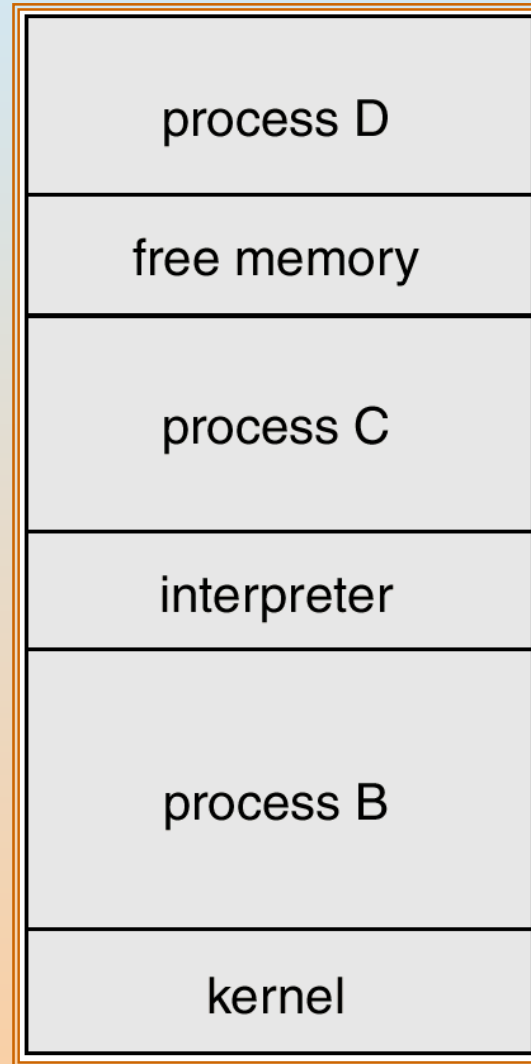 process D
free memory
process C
interpreter
process B
kernel